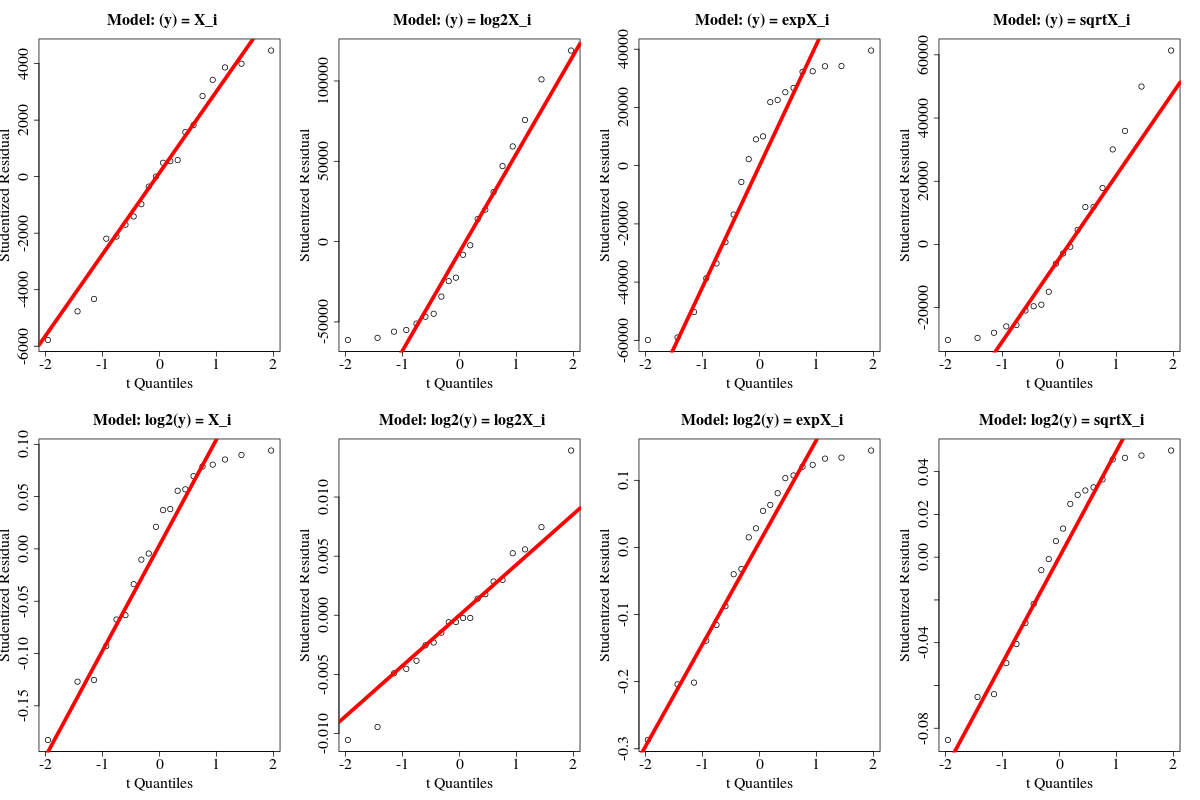 Model: (y) = X_i
Model: (y) = log2X_i
Model: (y) = expX_i
Model: (y) = sqrtX_i
Studentized Residual
-6000 -4000 -2000 0 2000 4000
-2 -1 0 1 2
t Quantiles
Studentized Residual
-50000 0 50000 100000
-2 -1 0 1 2
t Quantiles
Studentized Residual
-60000 -40000 -20000 0 20000 40000
-2 -1 0 1 2
t Quantiles
Studentized Residual
-20000 0 20000 40000 60000
-2 -1 0 1 2
t Quantiles
Model: log2(y) = X_i
Model: log2(y) = log2X_i
Model: log2(y) = expX_i
Model: log2(y) = sqrtX_i
Studentized Residual
-0.15 -0.10 -0.05 0.00 0.05 0.10
-2 -1 0 1 2
t Quantiles
Studentized Residual
-0.010 -0.005 0.000 0.005 0.010
-2 -1 0 1 2
t Quantiles
Studentized Residual
-0.3 -0.2 -0.1 0.0 0.1
-2 -1 0 1 2
t Quantiles
Studentized Residual
-0.08 -0.04 0.00 0.02 0.04
-2 -1 0 1 2
t Quantiles